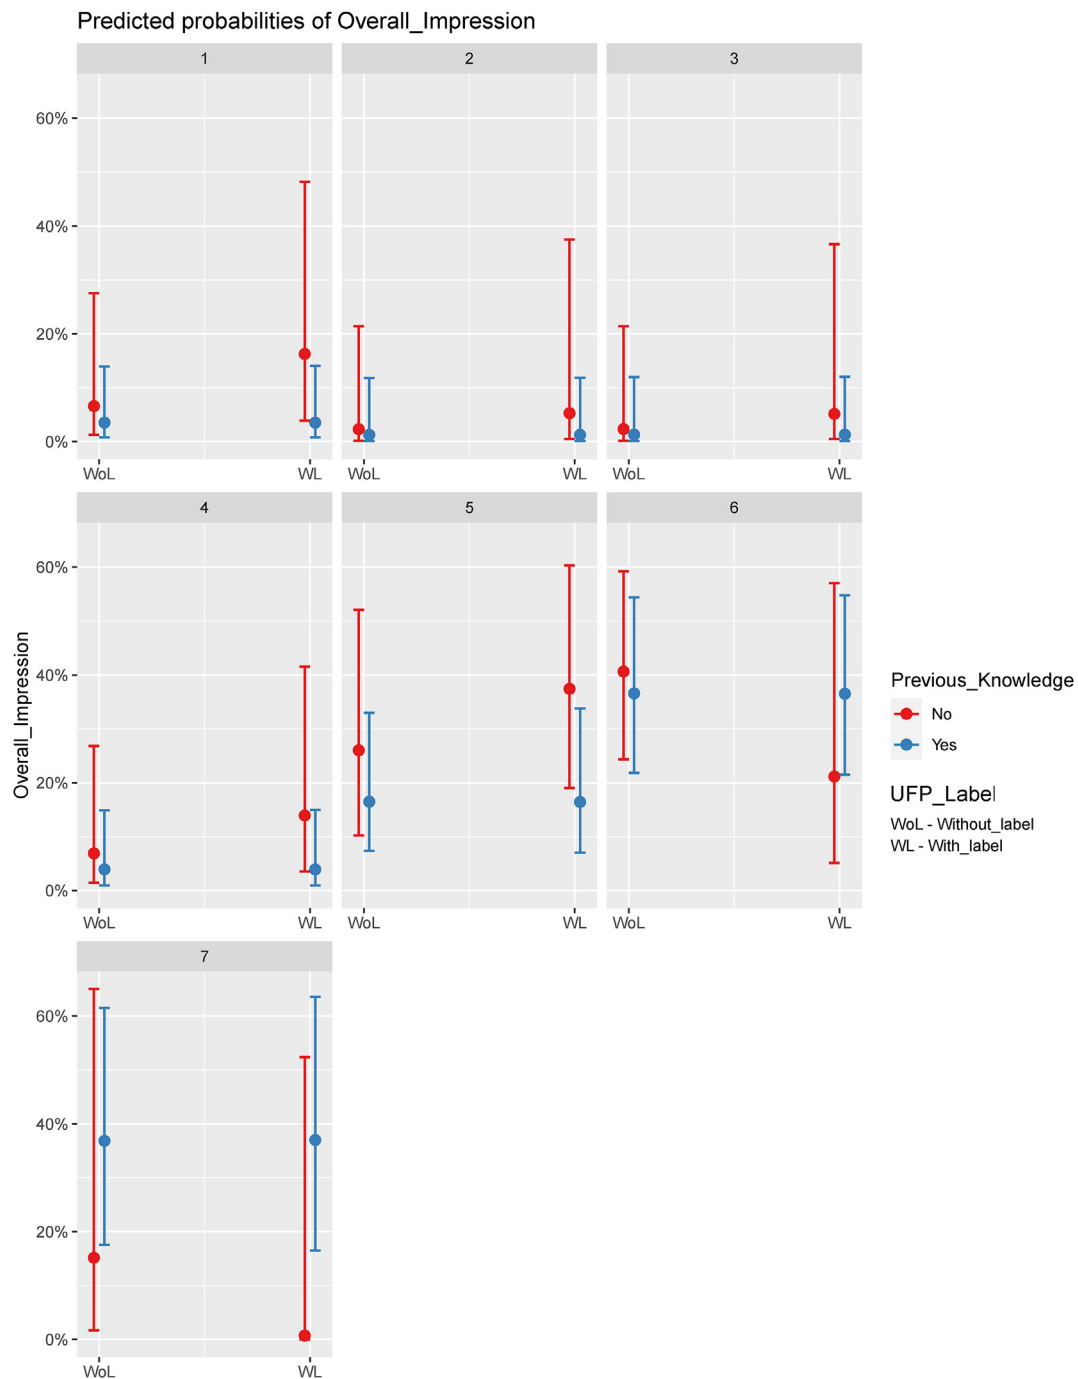 Predicted probabilities of Overall_Impression
1
2
3
60%
40%
20%
0%
WoL
WL
WoL
WL
WoL
WL
4
5
6
60%
40%
20%
0%
WoL
WL
WoL
WL
WoL
WL
7
60%
40%
20%
0%
WoL
WL
Overall_Impression
Previous_Knowledge
No
Yes
UFP_Label
WoL - Without_label
WL - With_label